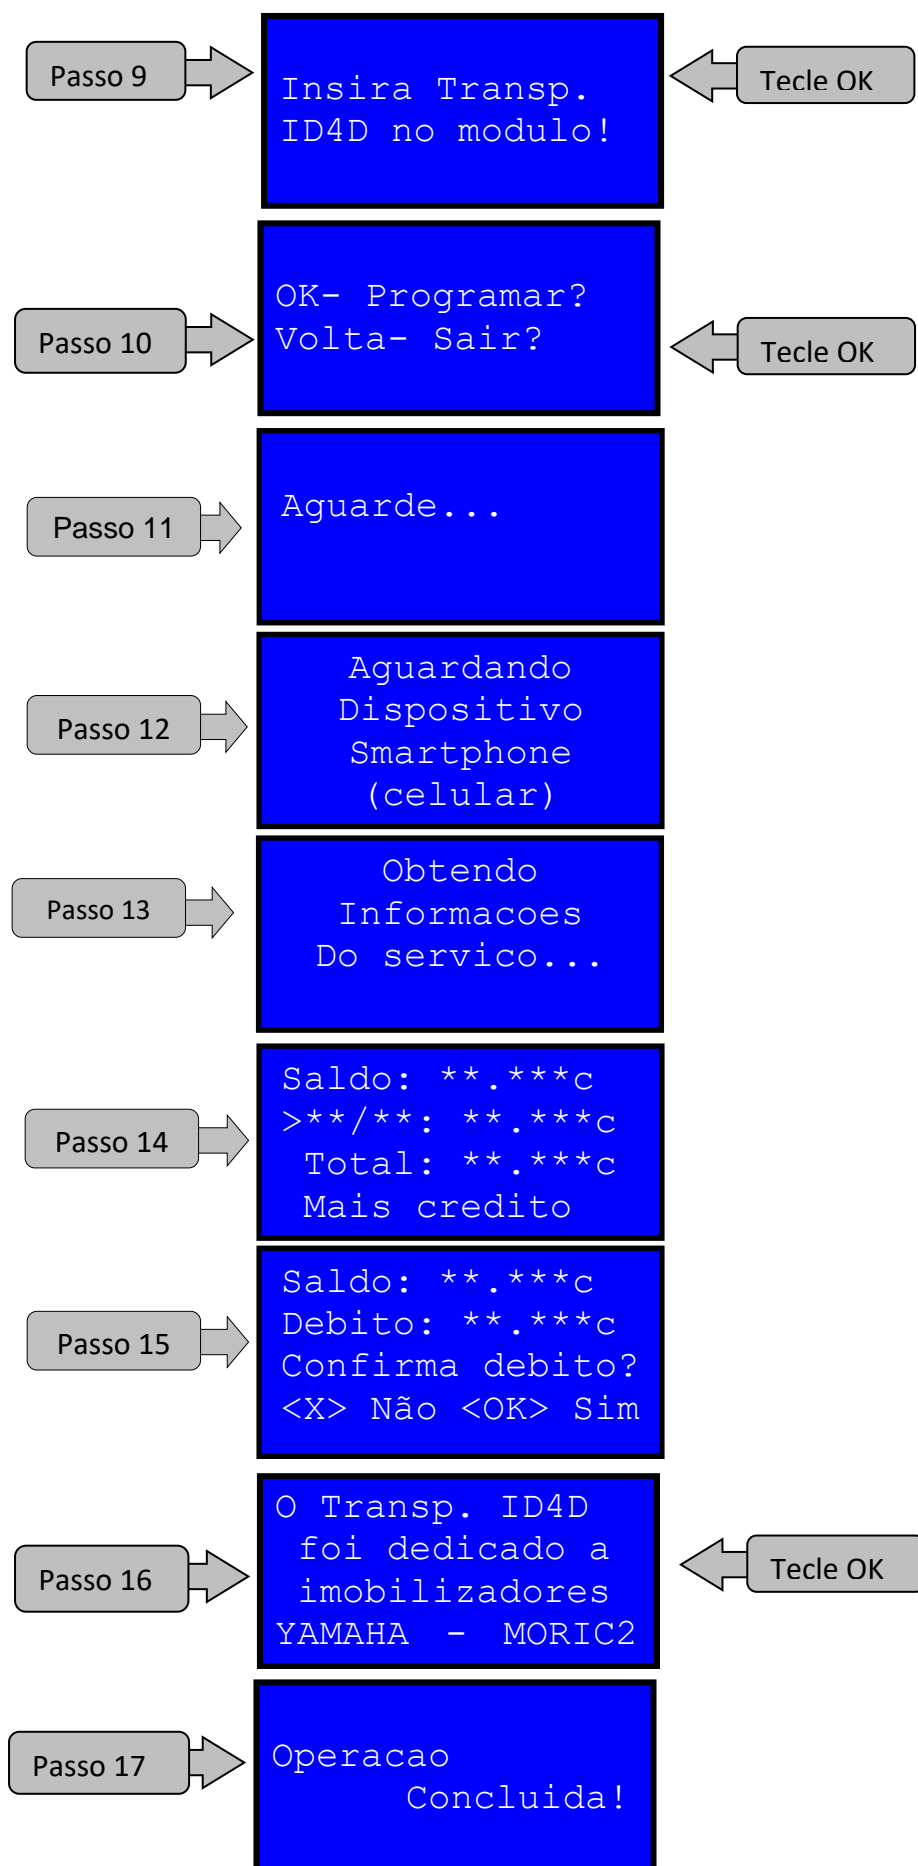 Passo 9
Insira Transp.
ID4D no modulo!
Tecle OK
Passo 10
OK- Programar?
Volta- Sair?
Tecle OK
Passo 11
Aguarde...
Passo 12
Aguardando
Dispositivo
Smartphone
(celular)
Passo 13
Obtendo
Informacoes
Do servico...
Passo 14
Saldo: **.***c
>**/**: **.***c
Total: **.***c
Mais credito
Passo 15
Saldo: **.***c
Debito: **.***c
Confirma debito?
<X> Não <OK> Sim
Passo 16
O Transp. ID4D
foi dedicado a
imobilizadores
YAMAHA - MORIC2
Tecle OK
Passo 17
Operacao
Concluida!